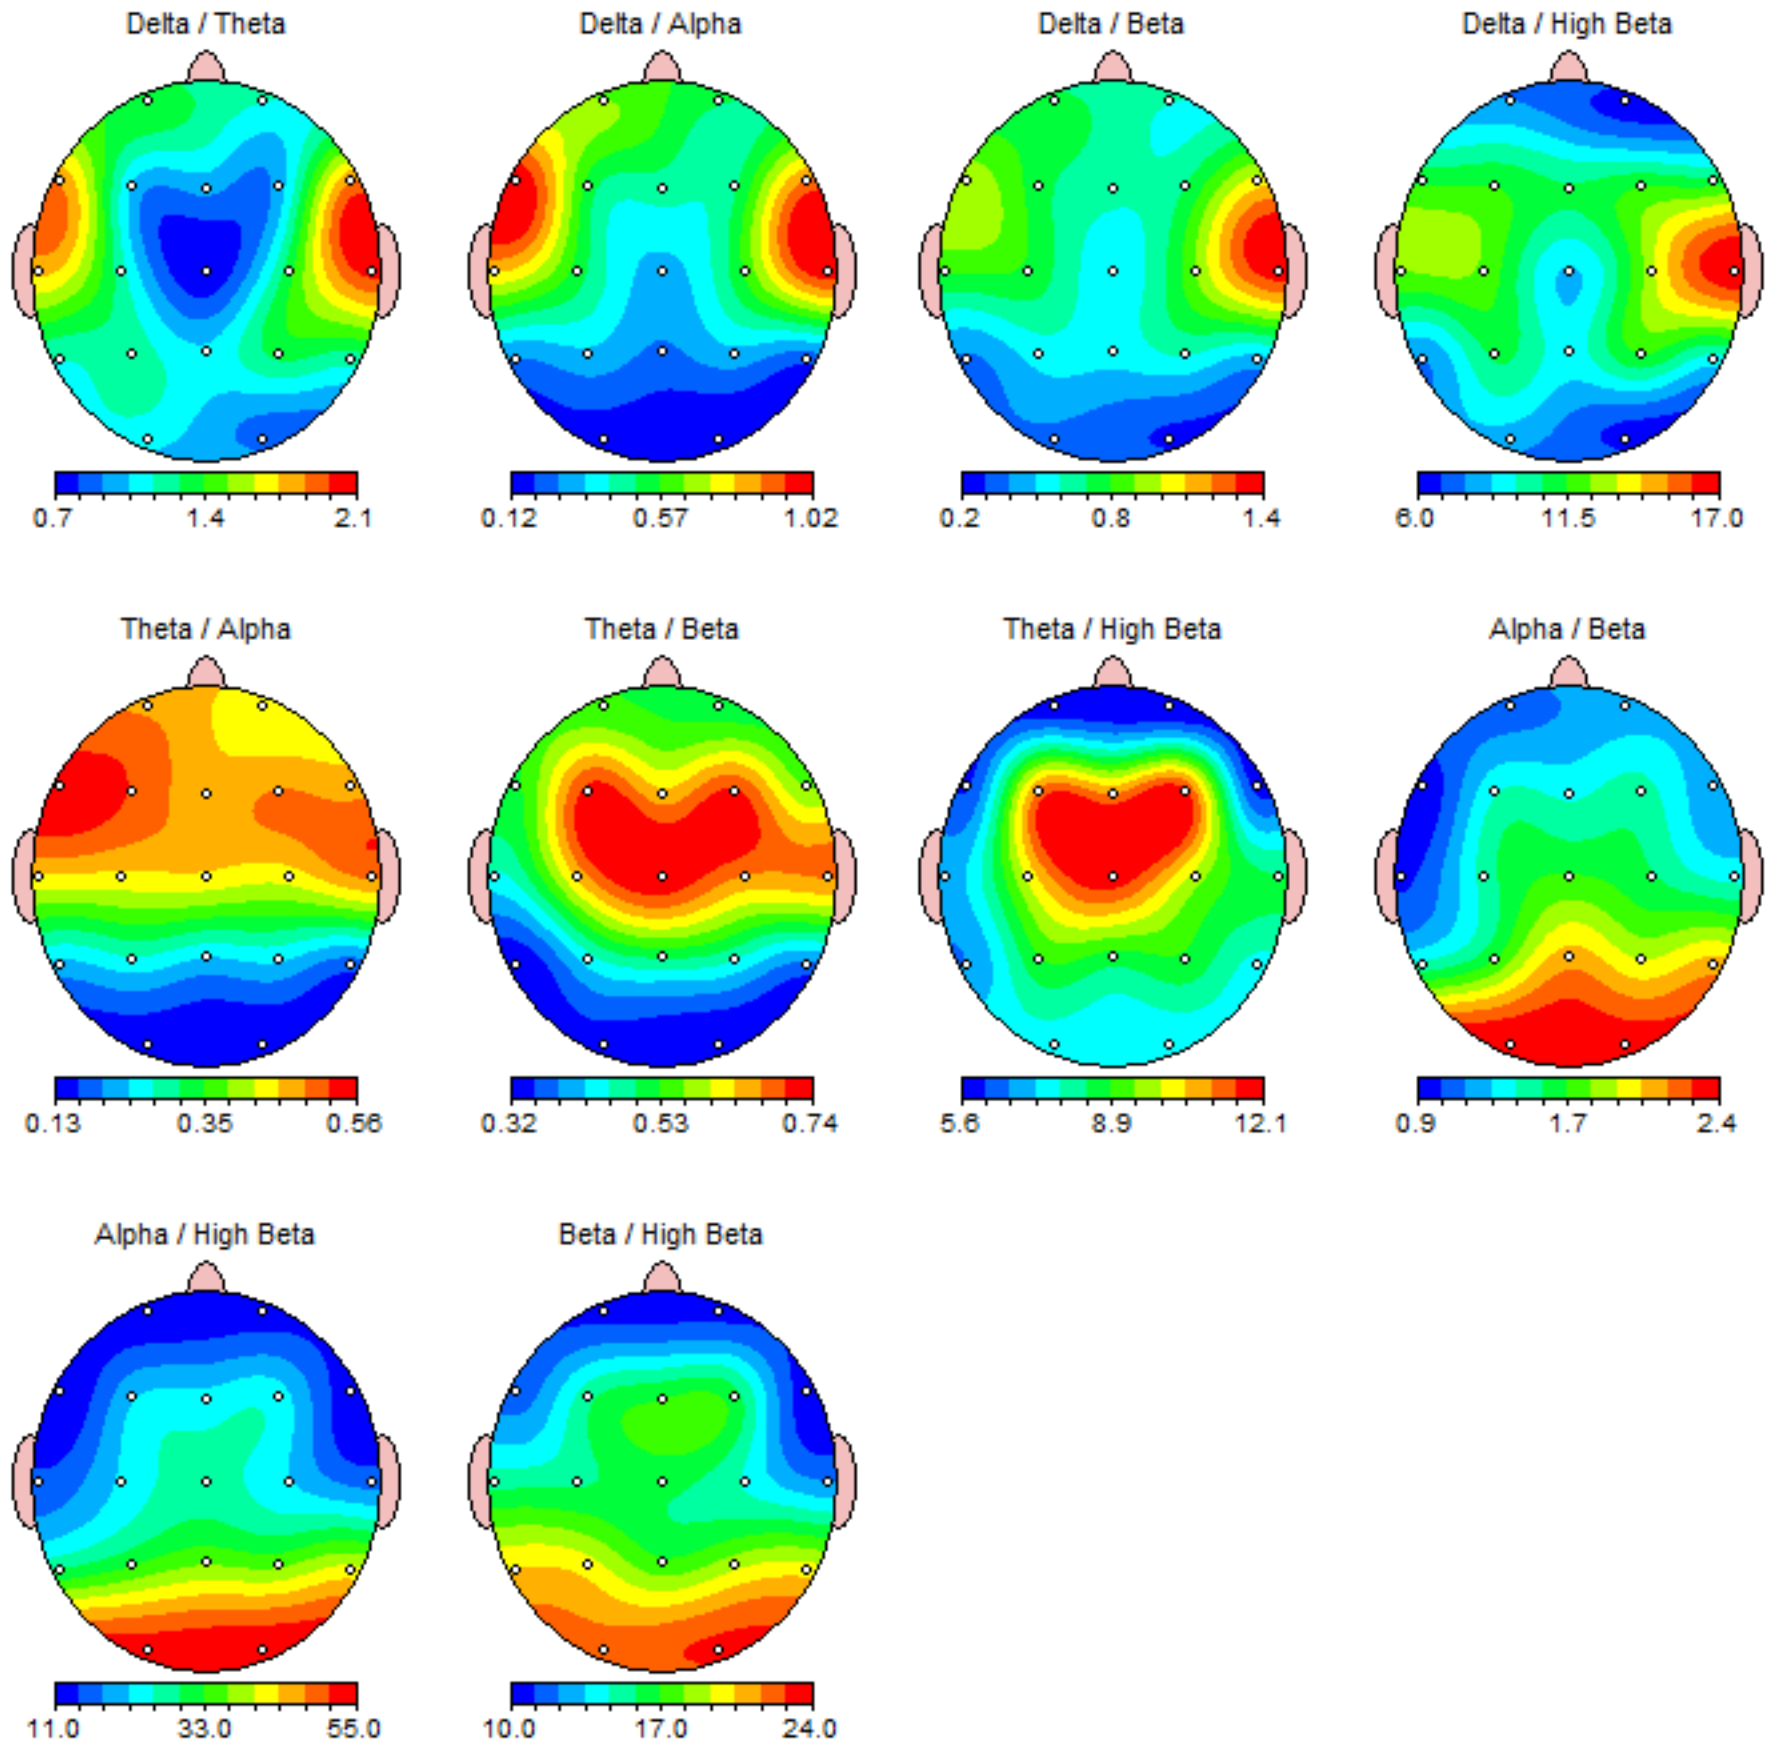 Delta / Theta
Delta / Alpha
Delta / Beta
Delta / High Beta
0.7 1.4 2.1
0.12 0.57 1.02
0.2 0.8 1.4
6.0 11.5 17.0
Theta / Alpha
Theta / Beta
Theta / High Beta
Alpha / Beta
0.13 0.35 0.56
0.32 0.53 0.74
5.6 8.9 12.1
0.9 1.7 2.4
Alpha / High Beta
Beta / High Beta
11.0 33.0 55.0
10.0 17.0 24.0